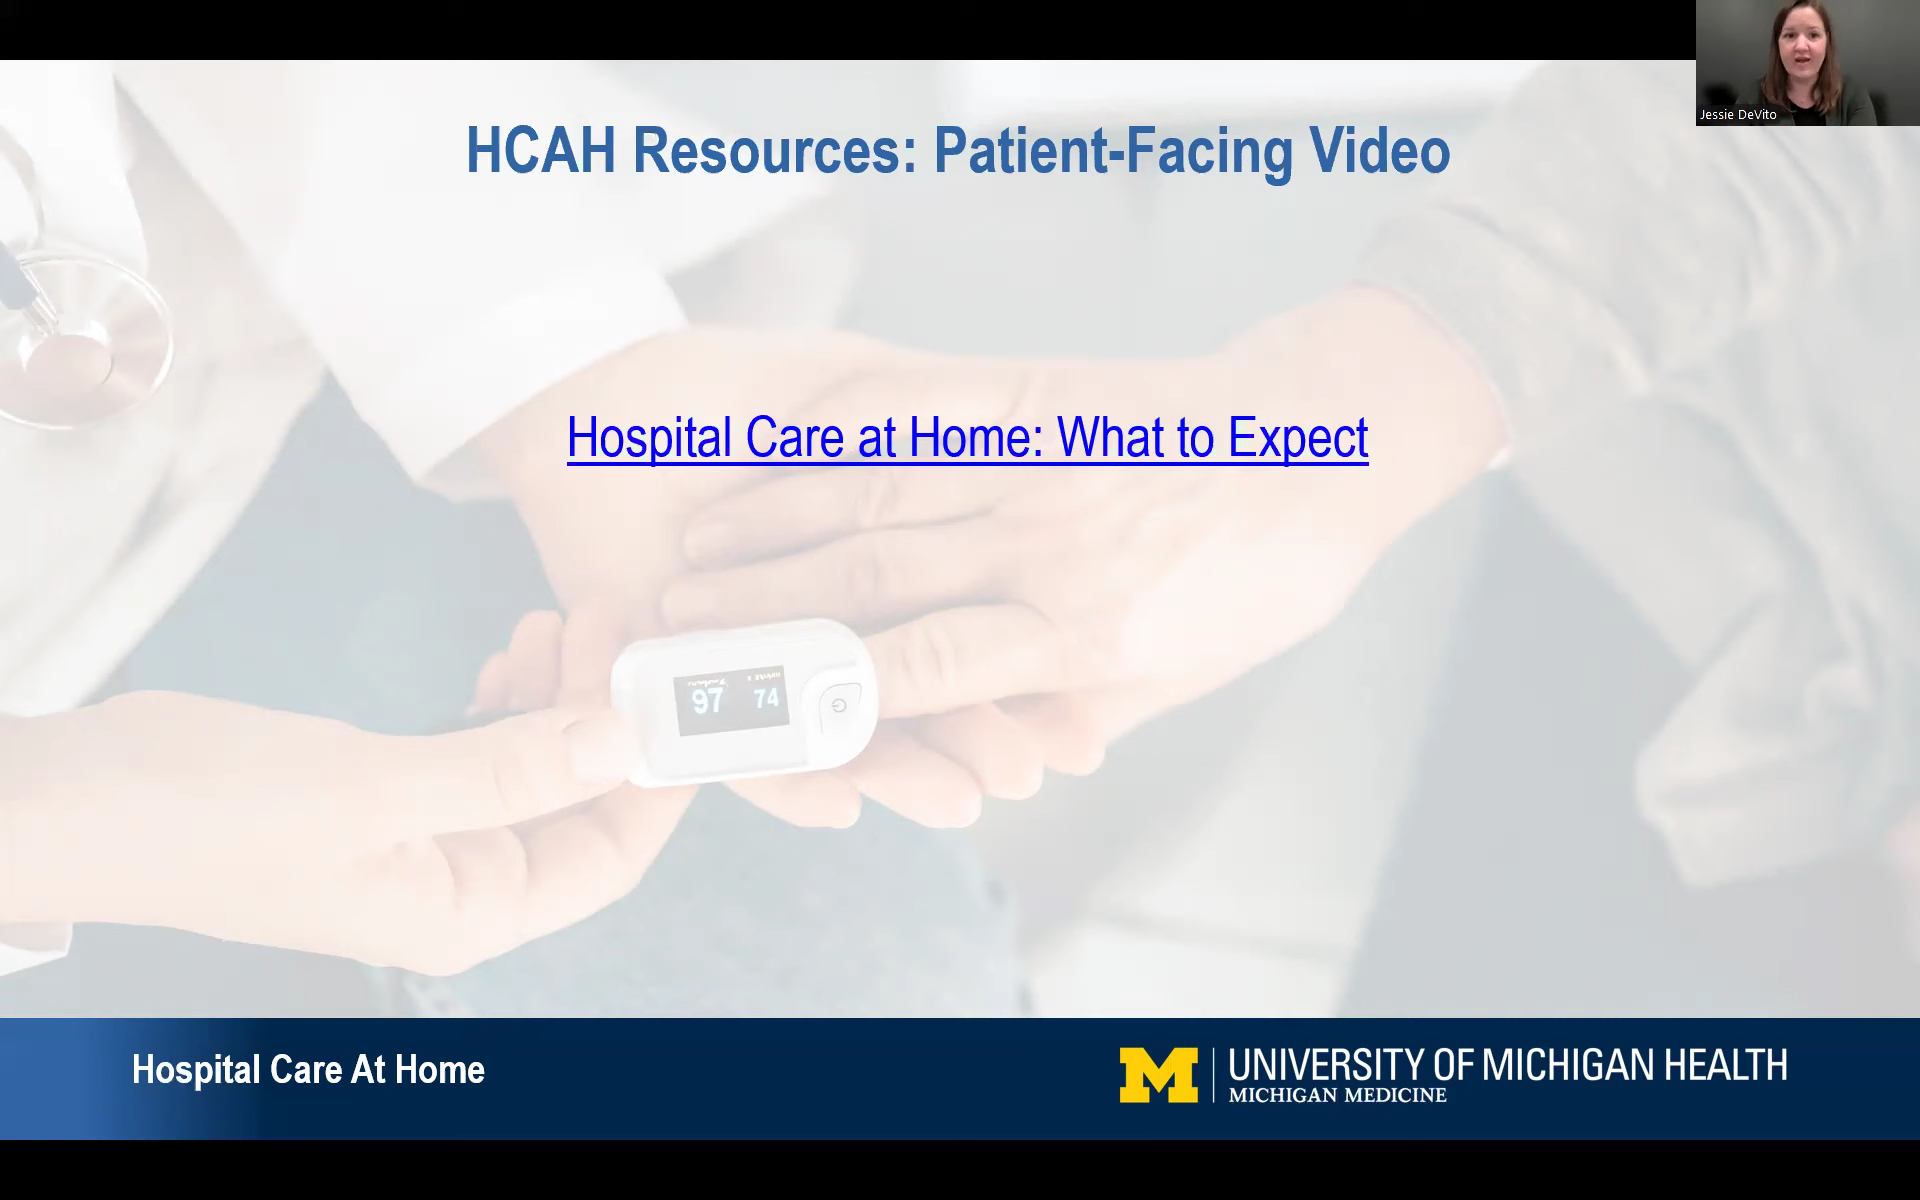 Jessie DeVito
HCAH Resources: Patient-Facing Video
Hospital Care at Home: What to Expect
97 74
Hospital Care At Home
M UNIVERSITY OF MICHIGAN HEALTH
MICHIGAN MEDICINE